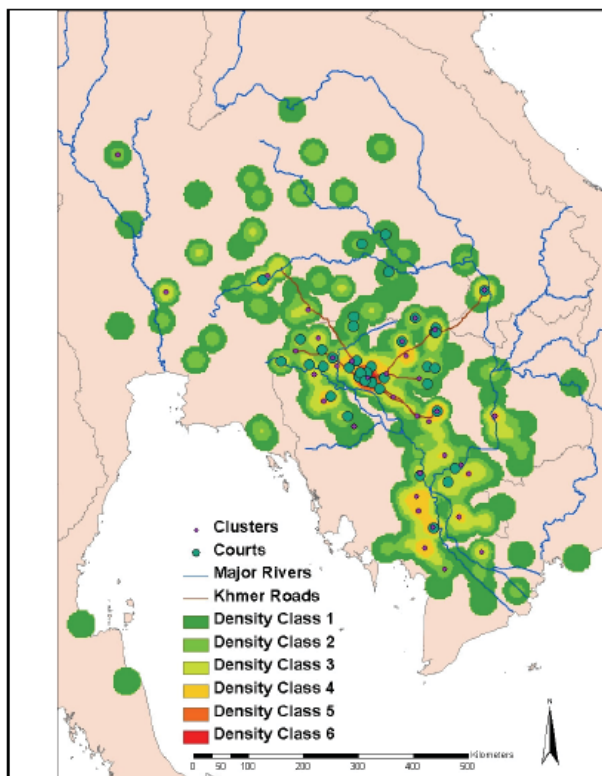 Clusters
Courts
Major Rivers
Khmer Roads
Density Class 1
Density Class 2
Density Class 3
Density Class 4
Density Class 5
Density Class 6
N
Kilometers
0 50 100 200 300 400 500